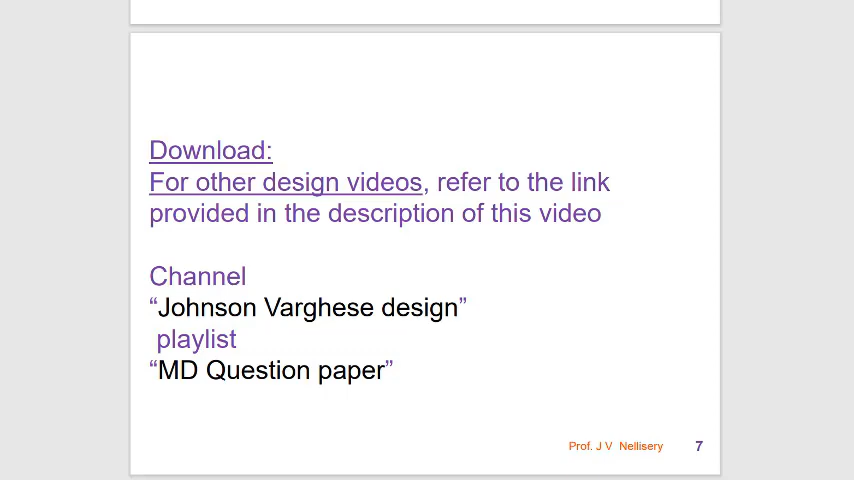 Download:
For other design videos, refer to the link
provided in the description of this video
Channel
“Johnson Varghese design”
playlist
“MD Question paper”
Prof. J V Nellisery 7